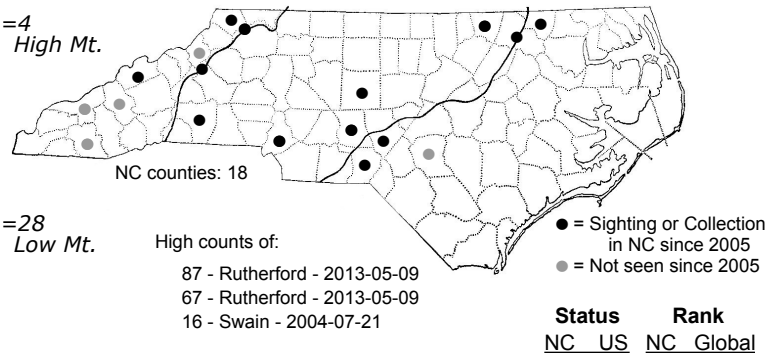 =4
High Mt.
NC counties: 18
=28
Low Mt.
High counts of:
87 - Rutherford - 2013-05-09
67 - Rutherford - 2013-05-09
16 - Swain - 2004-07-21
= Sighting or Collection
in NC since 2005
= Not seen since 2005
Status Rank
NC US NC Global